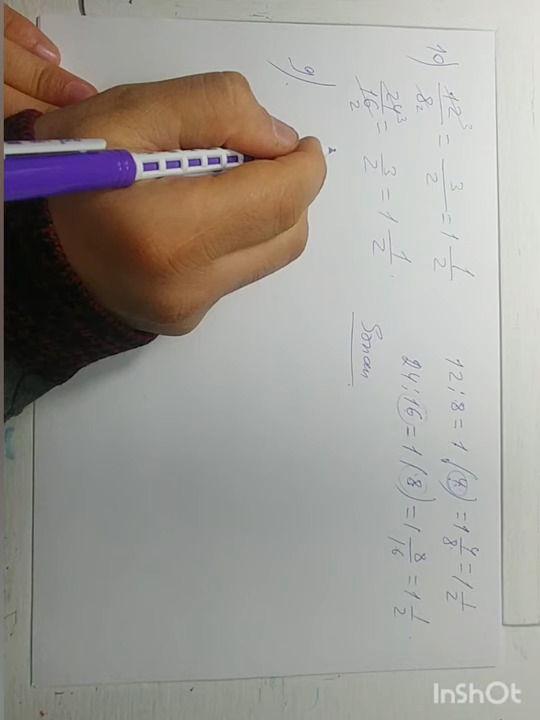 10) 12³/8₂ = 3/2 = 1 1/2
12:8 = 1 (4) = 1 4/8 = 1 1/2
24³/16₂ = 3/2 = 1 1/2.
24:16 = 1 (8) = 1 8/16 = 1 1/2.
9).
InShOt